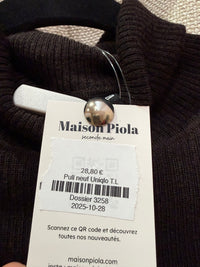 Maison Piola
seconde main
28,80 €
Pull neuf Uniqlo T.L
Dossier 3258
2025-10-28
Scannez ce QR code et découvrez
toutes nos nouveautés.
maisonpiola.com